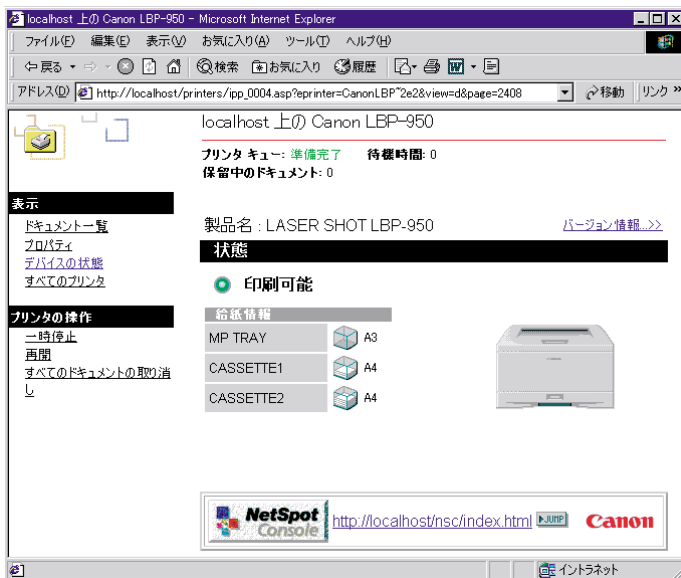 localhost 上の Canon LBP-950 - Microsoft Internet Explorer
ファイル(F) 編集(E) 表示(V) お気に入り(A) ツール(T) ヘルプ(H)
戻る 検索 お気に入り 履歴
アドレス(D) http://localhost/printers/ipp_0004.asp?eprinter=CanonLBP~2e2&view=d&page=2408 移動 リンク »
localhost 上の Canon LBP-950
プリンタ キュー: 準備完了 待機時間: 0
保留中のドキュメント: 0
表示
ドキュメント一覧
プロパティ
デバイスの状態
すべてのプリンタ
プリンタの操作
一時停止
再開
すべてのドキュメントの取り消
し
製品名 : LASER SHOT LBP-950 バージョン情報...>>
状態
印刷可能
給紙情報
MP TRAY A3
CASSETTE1 A4
CASSETTE2 A4
NetSpot Console http://localhost/nsc/index.html JUMP Canon
イントラネット